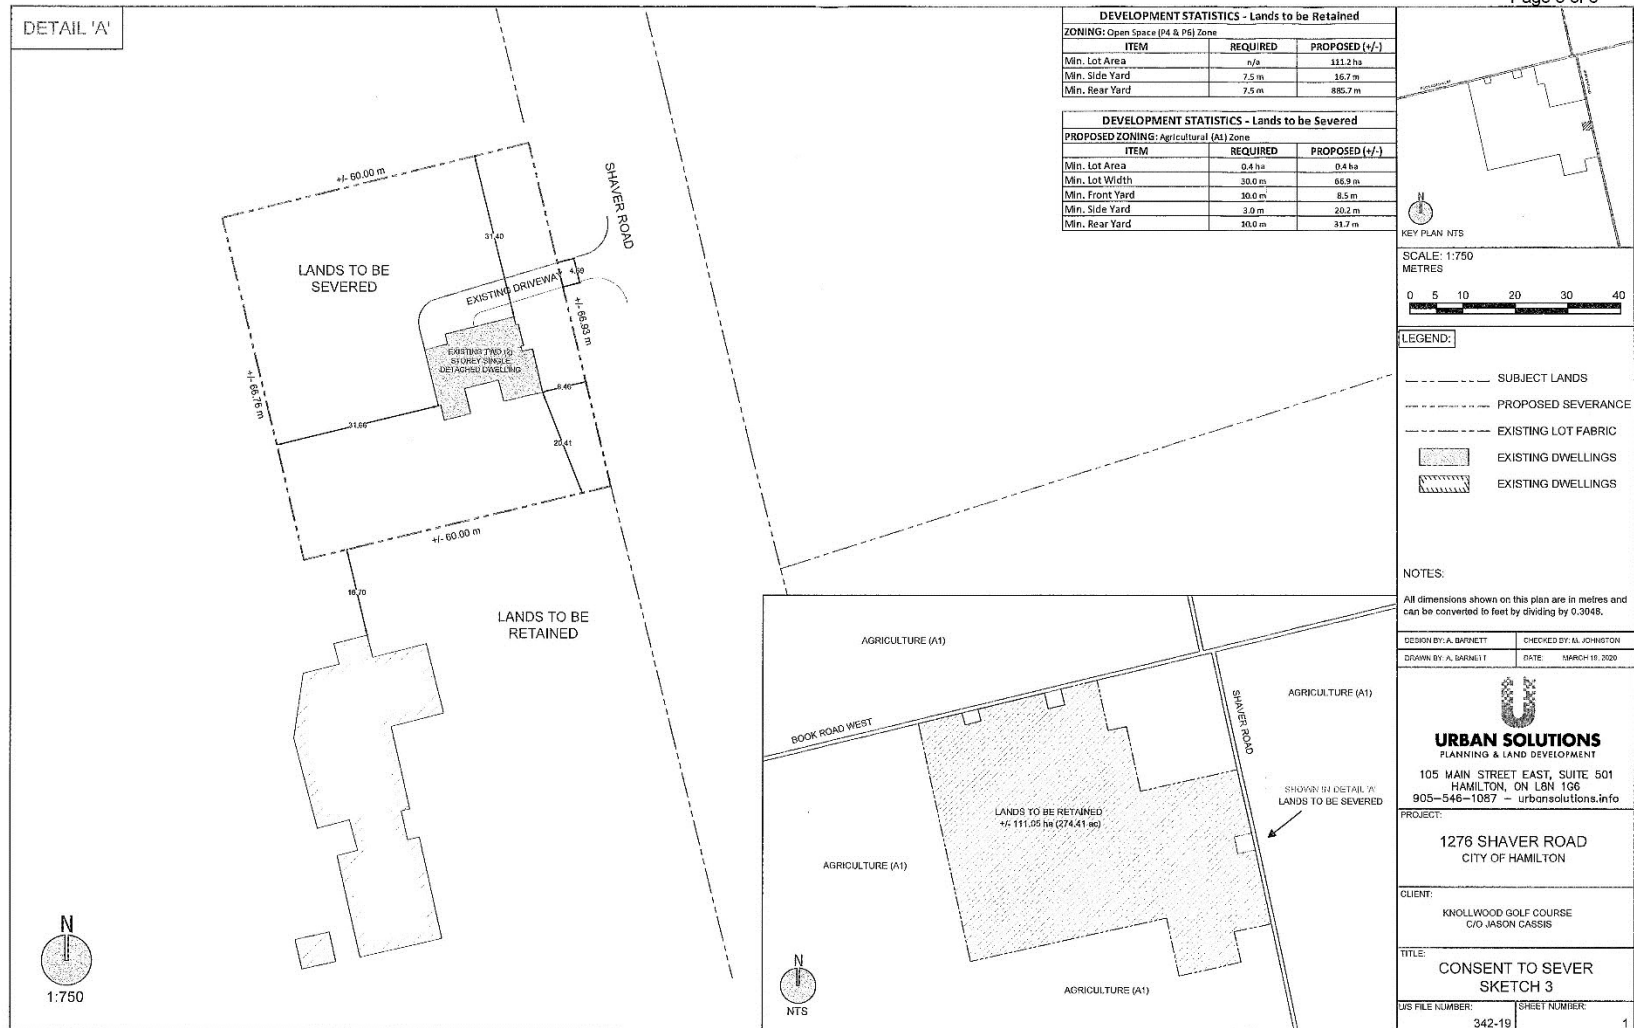 DETAIL 'A'
+/- 60.00 m
SHAVER ROAD
31.40
LANDS TO BE
SEVERED
EXISTING DRIVEWAY
4.59
+/- 66.93 m
EXISTING TWO (2)
STOREY SINGLE
DETACHED DWELLING
8.46
+/- 66.76 m
31.66
20.41
+/- 60.00 m
16.70
LANDS TO BE
RETAINED
N
1:750
DEVELOPMENT STATISTICS - Lands to be Retained
ZONING: Open Space (P4 & P6) Zone
ITEM REQUIRED PROPOSED (+/-)
Min. Lot Area n/a 111.2 ha
Min. Side Yard 7.5 m 16.7 m
Min. Rear Yard 7.5 m 885.7 m
DEVELOPMENT STATISTICS - Lands to be Severed
PROPOSED ZONING: Agricultural (A1) Zone
ITEM REQUIRED PROPOSED (+/-)
Min. Lot Area 0.4 ha 0.4 ha
Min. Lot Width 30.0 m 66.9 m
Min. Front Yard 10.0 m 8.5 m
Min. Side Yard 3.0 m 20.2 m
Min. Rear Yard 10.0 m 31.7 m
AGRICULTURE (A1)
BOOK ROAD WEST
SHAVER ROAD
AGRICULTURE (A1)
LANDS TO BE RETAINED
+/- 111.05 ha (274.41 ac)
SHOWN IN DETAIL 'A'
LANDS TO BE SEVERED
AGRICULTURE (A1)
AGRICULTURE (A1)
N
NTS
N
KEY PLAN NTS
SCALE: 1:750
METRES
0 5 10 20 30 40
LEGEND:
SUBJECT LANDS
PROPOSED SEVERANCE
EXISTING LOT FABRIC
EXISTING DWELLINGS
EXISTING DWELLINGS
NOTES:
All dimensions shown on this plan are in metres and
can be converted to feet by dividing by 0.3048.
DESIGN BY: A. BARNETT CHECKED BY: M. JOHNSTON
DRAWN BY: A. BARNETT DATE: MARCH 19, 2020
URBAN SOLUTIONS
PLANNING & LAND DEVELOPMENT
105 MAIN STREET EAST, SUITE 501
HAMILTON, ON L8N 1G6
905-546-1087 - urbansolutions.info
PROJECT:
1276 SHAVER ROAD
CITY OF HAMILTON
CLIENT:
KNOLLWOOD GOLF COURSE
C/O JASON CASSIS
TITLE:
CONSENT TO SEVER
SKETCH 3
U/S FILE NUMBER: SHEET NUMBER:
342-19 1